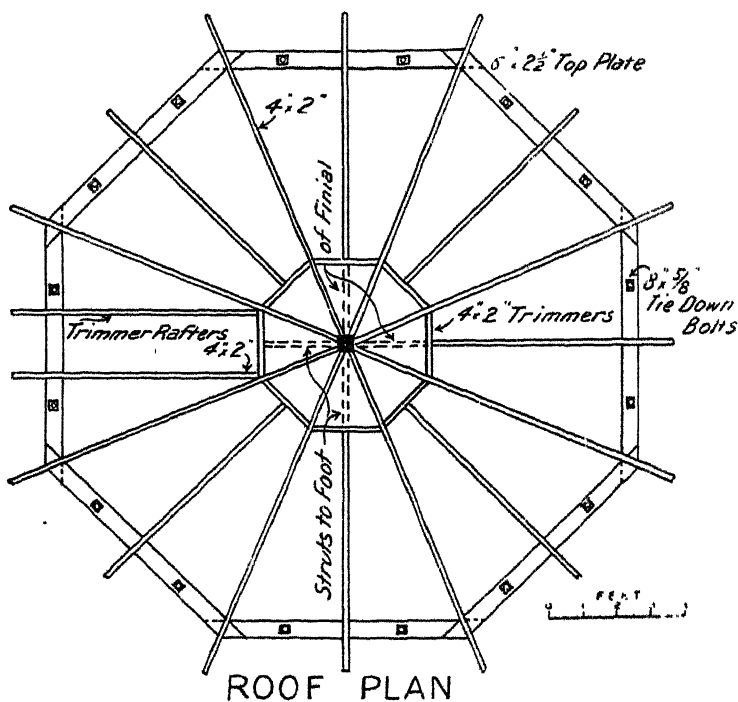 2½" Top Plate
4"x 2"
of Finial
8"x 5/8"
Tie Down
Bolts
Trimmer Rafters
4"x 2"
4"x 2" Trimmers
Struts to Foot
FEET
ROOF PLAN